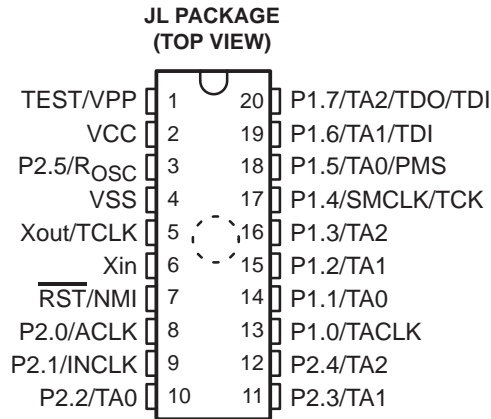 JL PACKAGE
(TOP VIEW)
TEST/VPP 1 20 P1.7/TA2/TDO/TDI
VCC 2 19 P1.6/TA1/TDI
P2.5/ROSC 3 18 P1.5/TA0/PMS
VSS 4 17 P1.4/SMCLK/TCK
Xout/TCLK 5 16 P1.3/TA2
Xin 6 15 P1.2/TA1
RST/NMI 7 14 P1.1/TA0
P2.0/ACLK 8 13 P1.0/TACLK
P2.1/INCLK 9 12 P2.4/TA2
P2.2/TA0 10 11 P2.3/TA1